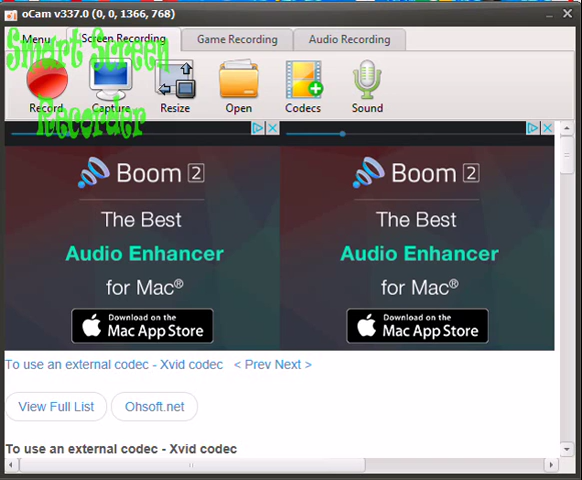 oCam v337.0 (0, 0, 1366, 768)
Menu Screen Recording Game Recording Audio Recording
Smart Screen
Recorder
Record Capture Resize Open Codecs Sound
Boom 2 Boom 2
The Best The Best
Audio Enhancer Audio Enhancer
for Mac® for Mac®
Download on the Download on the
Mac App Store Mac App Store
To use an external codec - Xvid codec < Prev Next >
View Full List Ohsoft.net
To use an external codec - Xvid codec